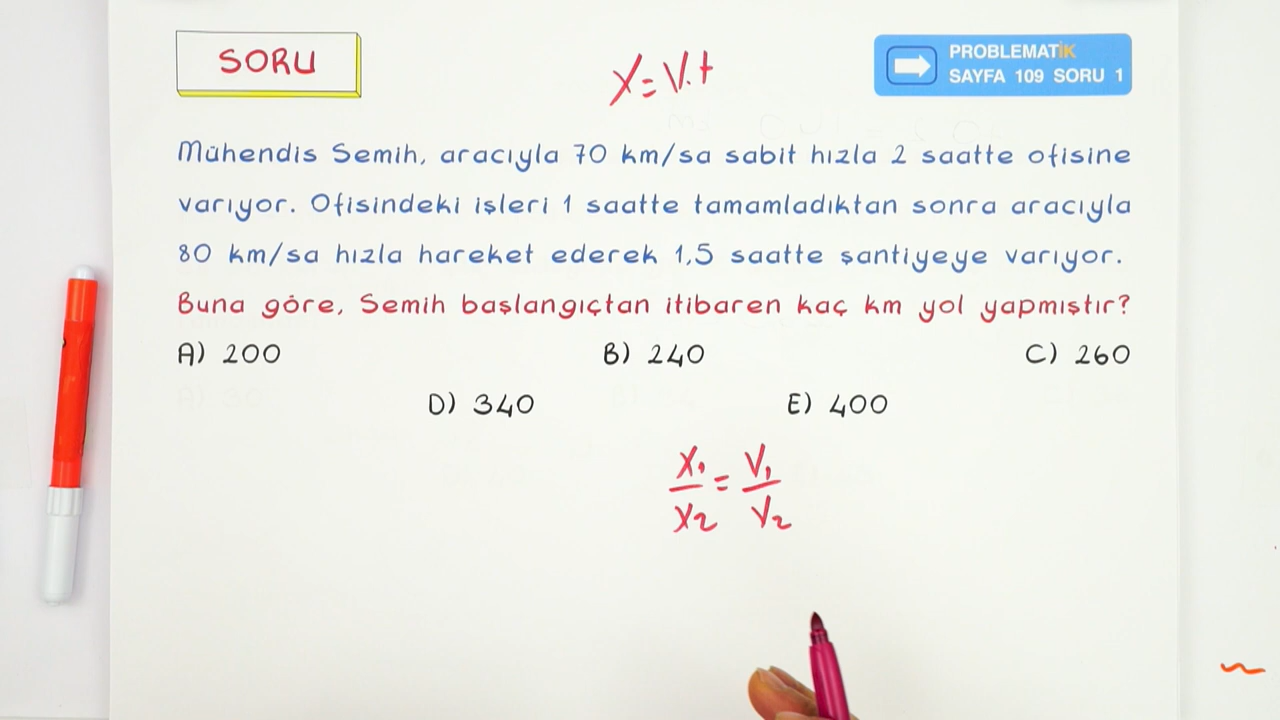 SORU
X=V.t
PROBLEMATİK
SAYFA 109 SORU 1
Mühendis Semih, aracıyla 70 km/sa sabit hızla 2 saatte ofisine
varıyor. Ofisindeki işleri 1 saatte tamamladıktan sonra aracıyla
80 km/sa hızla hareket ederek 1,5 saatte şantiyeye varıyor.
Buna göre, Semih başlangıçtan itibaren kaç km yol yapmıştır?
A) 200 B) 240 C) 260
D) 340 E) 400
X1/X2 = V1/V2